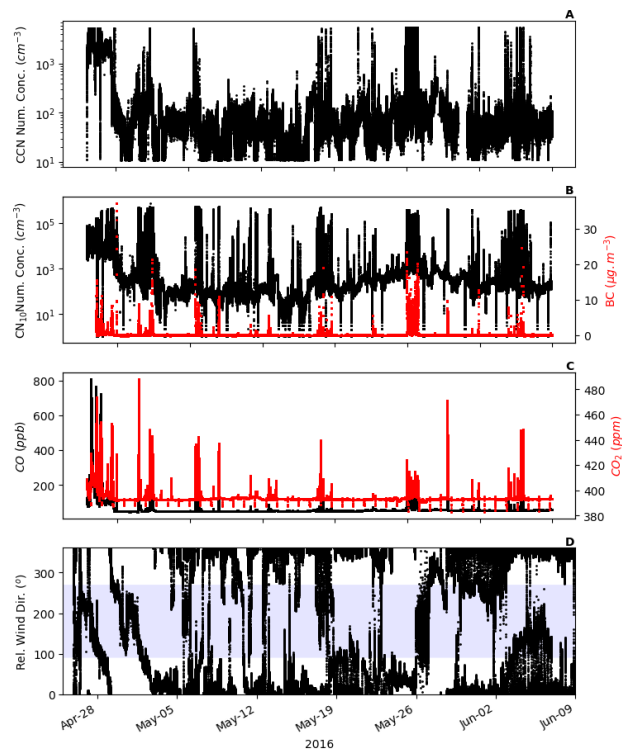 A
CCN Num. Conc. (cm⁻³)
10³
10²
10¹
B
CN₁₀Num. Conc. (cm⁻³)
10⁵
10³
10¹
30
20
10
0
BC (μg.m⁻³)
C
CO (ppb)
800
600
400
200
480
460
440
420
400
380
CO₂ (ppm)
D
Rel. Wind Dir. (°)
300
200
100
0
Apr-28
May-05
May-12
May-19
May-26
Jun-02
Jun-09
2016